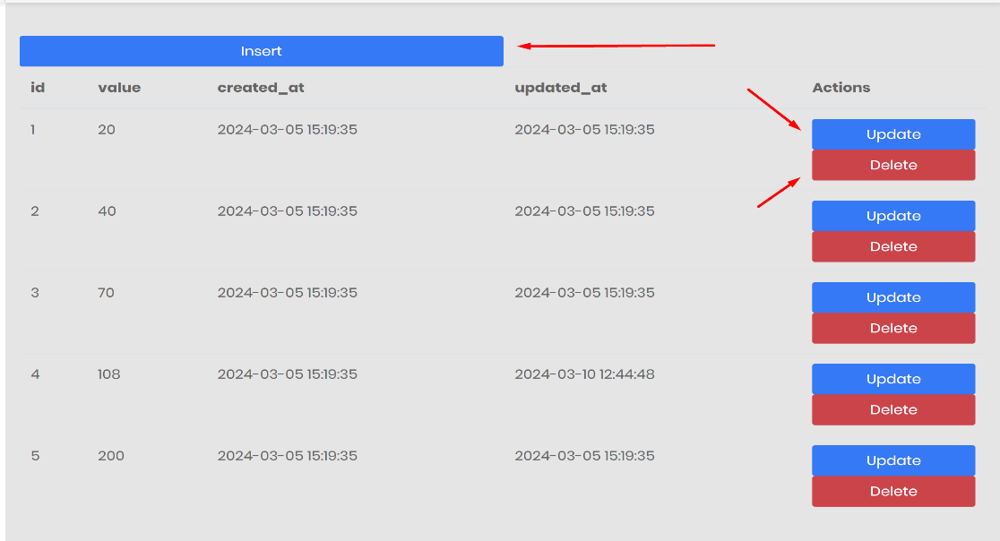 Insert
id value created_at updated_at Actions
1 20 2024-03-05 15:19:35 2024-03-05 15:19:35 Update
Delete
2 40 2024-03-05 15:19:35 2024-03-05 15:19:35 Update
Delete
3 70 2024-03-05 15:19:35 2024-03-05 15:19:35 Update
Delete
4 108 2024-03-05 15:19:35 2024-03-10 12:44:48 Update
Delete
5 200 2024-03-05 15:19:35 2024-03-05 15:19:35 Update
Delete